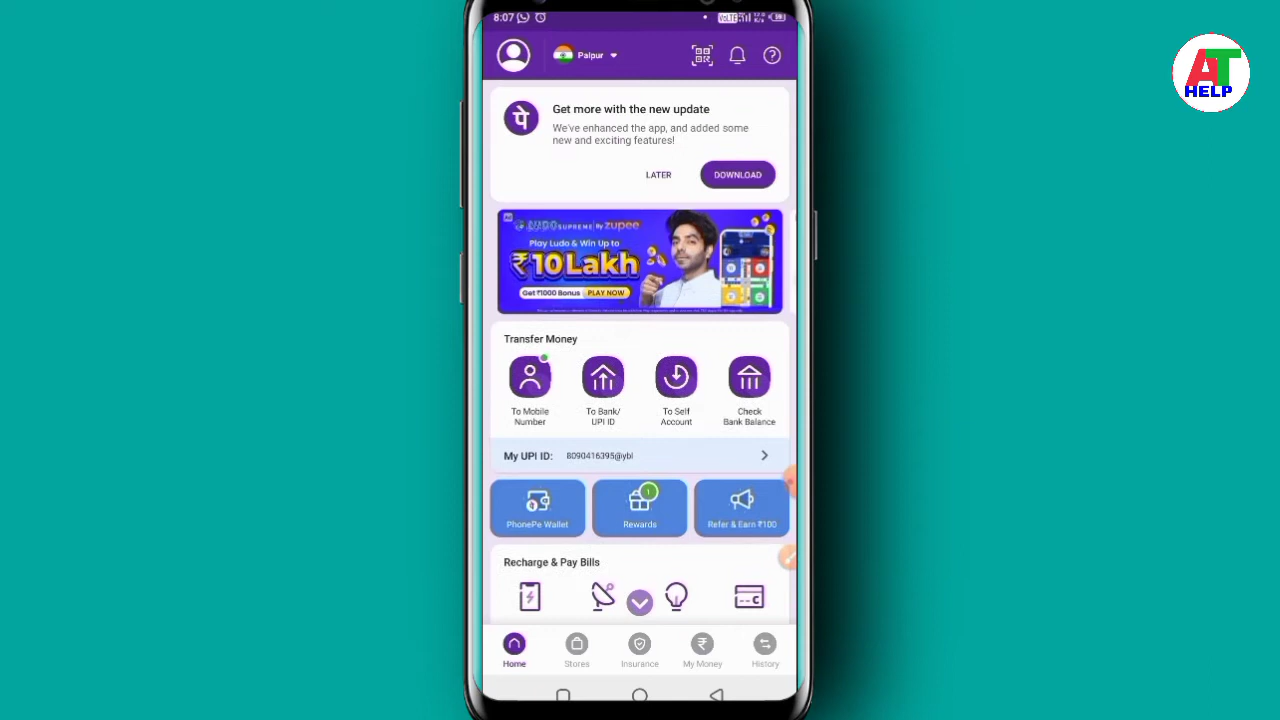 8:07
AT
HELP
Palpur
Get more with the new update
We've enhanced the app, and added some
new and exciting features!
LATER
DOWNLOAD
पे
Ad
LUDO SUPREME | By zupee
Play Ludo & Win Up to
₹10Lakh
Get ₹1000 Bonus PLAY NOW
Transfer Money
To Mobile
Number
To Bank/
UPI ID
To Self
Account
Check
Bank Balance
My UPI ID: 8090416395@ybl
1
PhonePe Wallet
Rewards
Refer & Earn ₹100
Recharge & Pay Bills
Home
Stores
Insurance
My Money
History